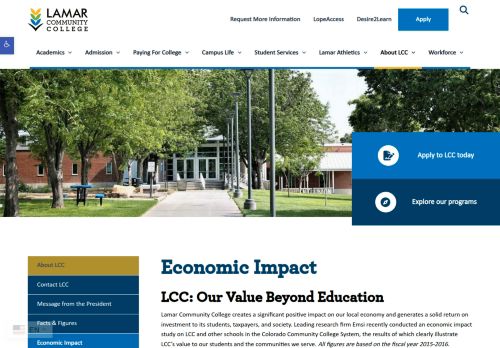 LAMAR
COMMUNITY
COLLEGE
Request More Information LopeAccess Desire2Learn Apply
Academics Admission Paying For College Campus Life Student Services Lamar Athletics About LCC Workforce
Apply to LCC today
Explore our programs
About LCC
Contact LCC
Message from the President
Facts & Figures
EN
Economic Impact
Economic Impact
LCC: Our Value Beyond Education
Lamar Community College creates a significant positive impact on our local economy and generates a solid return on
investment to its students, taxpayers, and society. Leading research firm Emsi recently conducted an economic impact
study on LCC and other schools in the Colorado Community College System, the results of which clearly illustrate
LCC's value to our students and the communities we serve. All figures are based on the fiscal year 2015-2016.